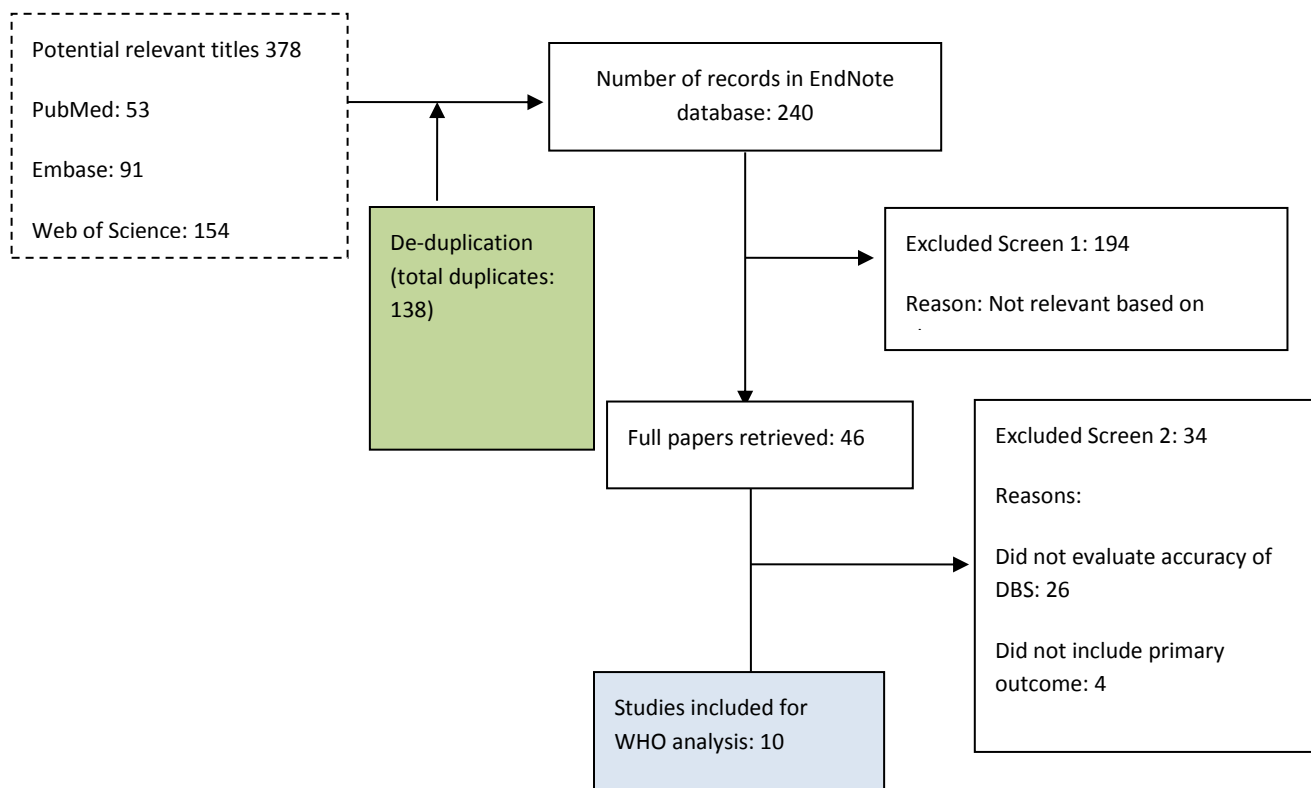 Potential relevant titles 378
PubMed: 53
Embase: 91
Web of Science: 154
Number of records in EndNote
database: 240
De-duplication
(total duplicates:
138)
Excluded Screen 1: 194
Reason: Not relevant based on
Full papers retrieved: 46
Excluded Screen 2: 34
Reasons:
Did not evaluate accuracy of
DBS: 26
Did not include primary
outcome: 4
Studies included for
WHO analysis: 10